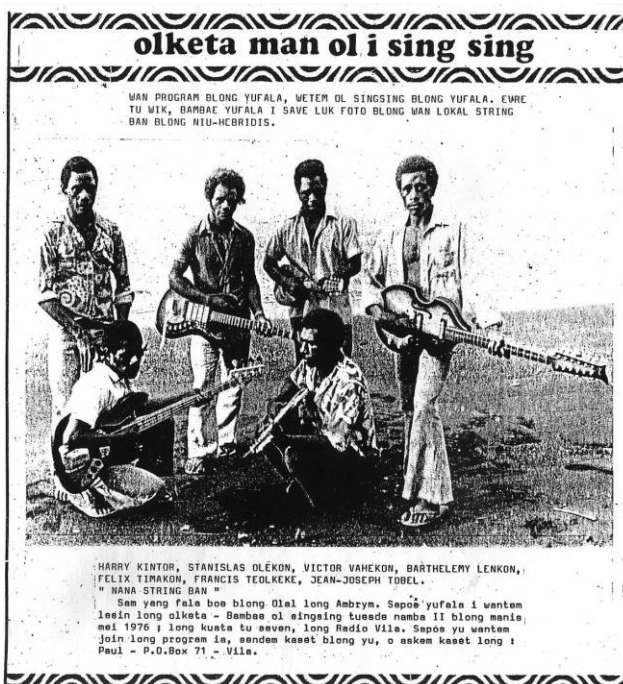 olketa man ol i sing sing
WAN PROGRAM BLONG YUFALA, WETEM OL SINGSING BLONG YUFALA. EVRE
TU WIK, BAMBAE YUFALA I SAVE LUK FOTO BLONG WAN LOKAL STRING
BAN BLONG NIU-HEBRIDIS.
HARRY KINTOR, STANISLAS OLEKON, VICTOR VAHEKON, BARTHELEMY LENKON,
FELIX TIMAKON, FRANCIS TEOLKEKE, JEAN-JOSEPH TOBEL.
" NANA STRING BAN "
Sam yang fala boe blong Olal long Ambrym. Sapos yufala i wantem
lesin long olketa - Bambae ol singsing tuesde namba II blong manis
mei 1976 ; long kuata tu seven, long Radio Vila. Sapos yu wantem
join long program ia, sendem kaset blong yu, o askem kaset long :
Paul - P.O.Box 71 - Vila.